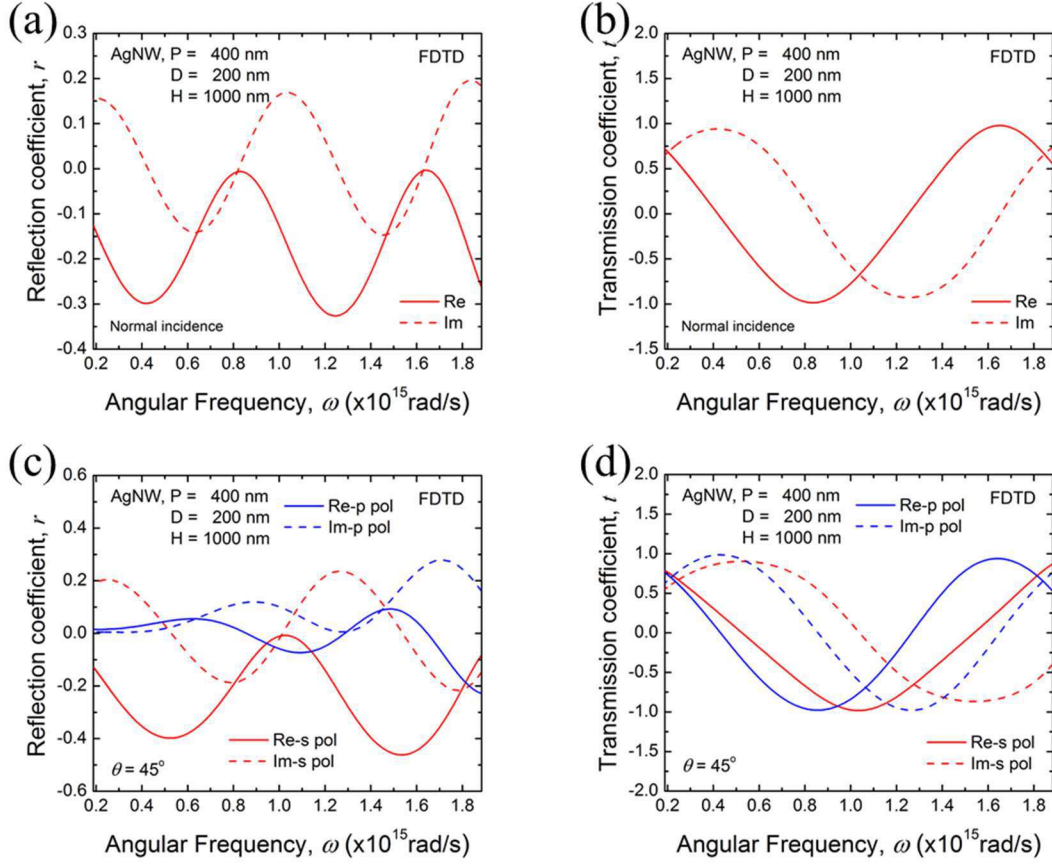 (a)
0.3
0.2
0.1
0.0
-0.1
-0.2
-0.3
-0.4
Reflection coefficient, r
AgNW, P = 400 nm
D = 200 nm
H = 1000 nm
FDTD
Normal incidence
Re
Im
0.2 0.4 0.6 0.8 1.0 1.2 1.4 1.6 1.8
Angular Frequency, ω (x10¹⁵rad/s)
(b)
2.0
1.5
1.0
0.5
0.0
-0.5
-1.0
-1.5
Transmission coefficient, t
AgNW, P = 400 nm
D = 200 nm
H = 1000 nm
FDTD
Normal incidence
Re
Im
0.2 0.4 0.6 0.8 1.0 1.2 1.4 1.6 1.8
Angular Frequency, ω (x10¹⁵rad/s)
(c)
0.6
0.4
0.2
0.0
-0.2
-0.4
-0.6
Reflection coefficient, r
AgNW, P = 400 nm
D = 200 nm
H = 1000 nm
Re-p pol
Im-p pol
FDTD
Re-s pol
Im-s pol
θ = 45°
0.2 0.4 0.6 0.8 1.0 1.2 1.4 1.6 1.8
Angular Frequency, ω (x10¹⁵rad/s)
(d)
2.0
1.5
1.0
0.5
0.0
-0.5
-1.0
-1.5
-2.0
Transmission coefficient, t
AgNW, P = 400 nm
D = 200 nm
H = 1000 nm
Re-p pol
Im-p pol
FDTD
Re-s pol
Im-s pol
θ = 45°
0.2 0.4 0.6 0.8 1.0 1.2 1.4 1.6 1.8
Angular Frequency, ω (x10¹⁵rad/s)